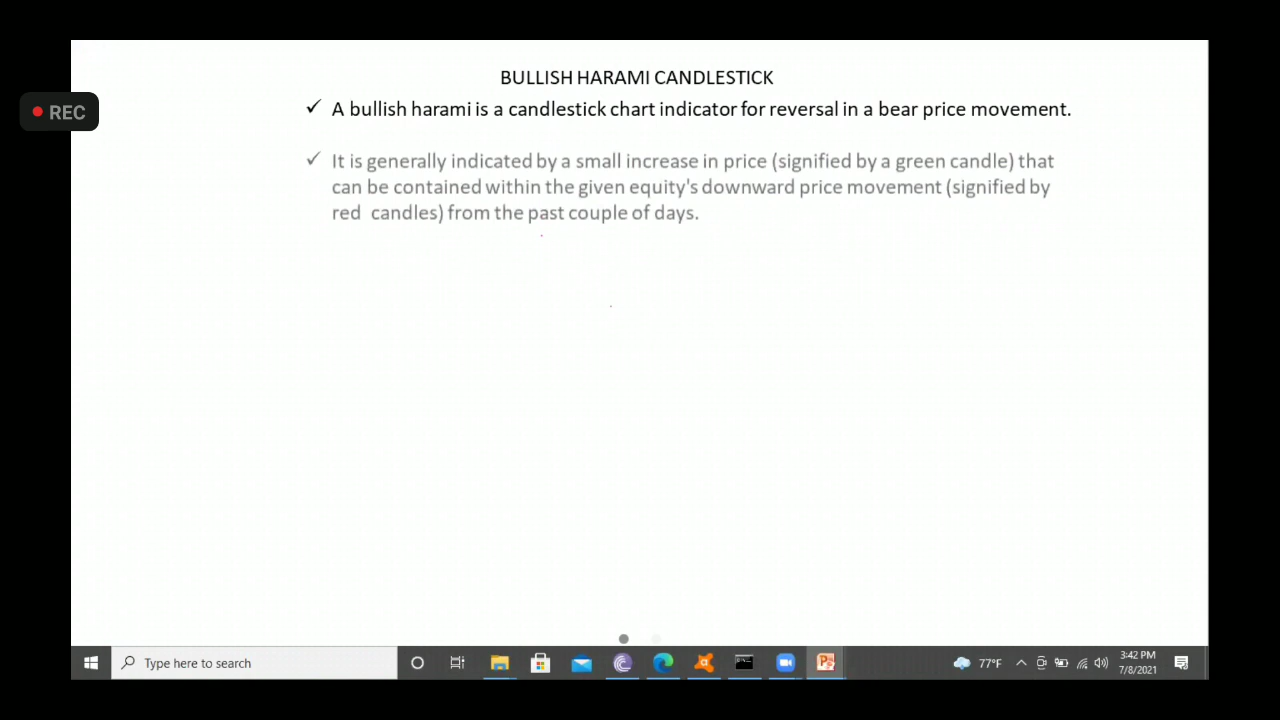 BULLISH HARAMI CANDLESTICK
✓ A bullish harami is a candlestick chart indicator for reversal in a bear price movement.
REC
✓ It is generally indicated by a small increase in price (signified by a green candle) that
can be contained within the given equity's downward price movement (signified by
red  candles) from the past couple of days.
Type here to search
77°F
3:42 PM
7/8/2021